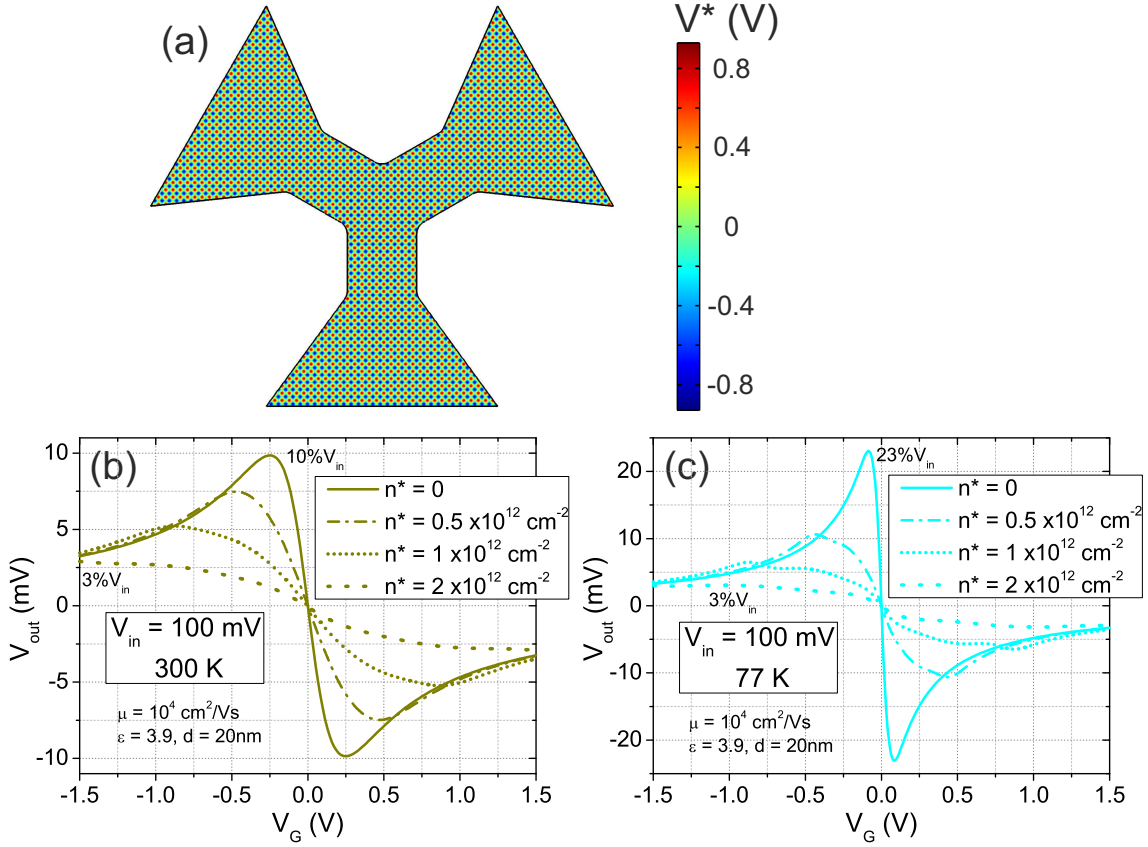 (a)
V* (V)
0.8
0.4
0
-0.4
-0.8
(b)
10%V_in
n* = 0
n* = 0.5 x10^12 cm^-2
n* = 1 x10^12 cm^-2
n* = 2 x10^12 cm^-2
3%V_in
V_in = 100 mV
300 K
μ = 10^4 cm^2/Vs
ε = 3.9, d = 20nm
V_out (mV)
10
5
0
-5
-10
-1.5 -1.0 -0.5 0.0 0.5 1.0 1.5
V_G (V)
(c)
23%V_in
n* = 0
n* = 0.5 x10^12 cm^-2
n* = 1 x10^12 cm^-2
n* = 2 x10^12 cm^-2
3%V_in
V_in = 100 mV
77 K
μ = 10^4 cm^2/Vs
ε = 3.9, d = 20nm
V_out (mV)
20
10
0
-10
-20
-1.5 -1.0 -0.5 0.0 0.5 1.0 1.5
V_G (V)